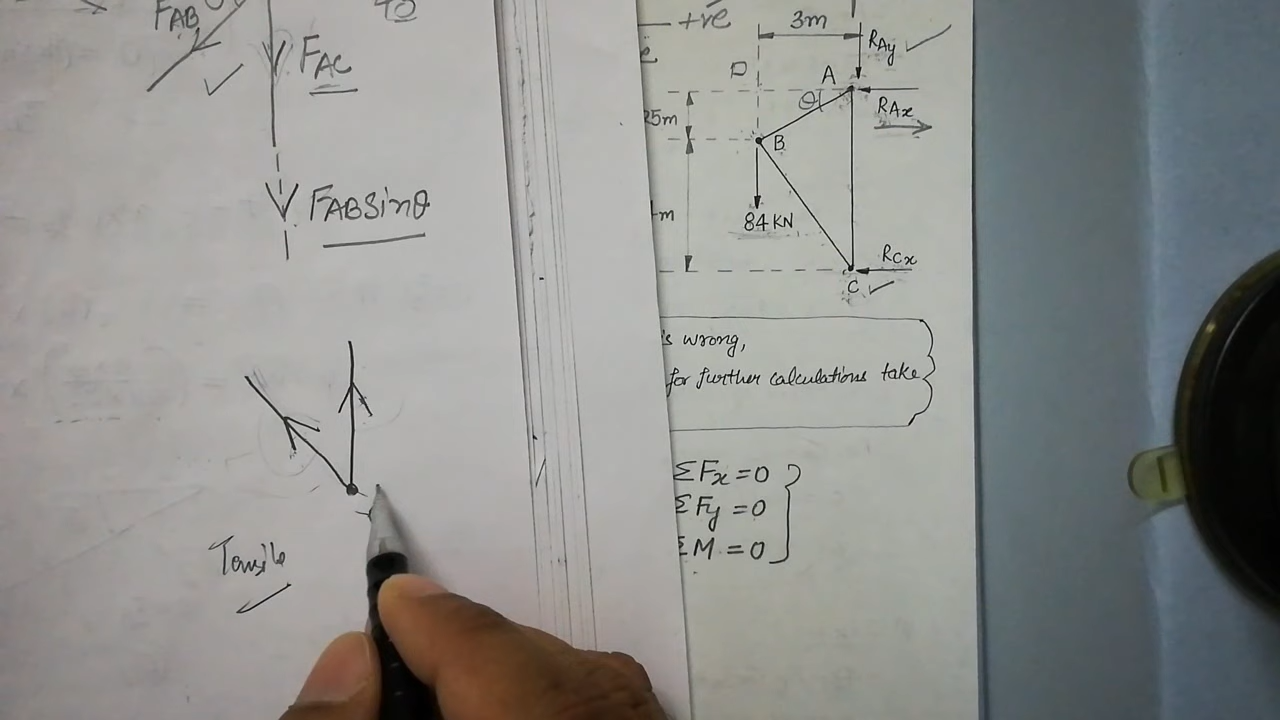 FAB
FAC
FABSinθ
Tensile
+ve
3m
RAy
D
A
θ
RAx
25m
B
84 KN
m
RCx
C
s wrong,
for further calculations take
ΣFx=0
ΣFy=0
ΣM=0